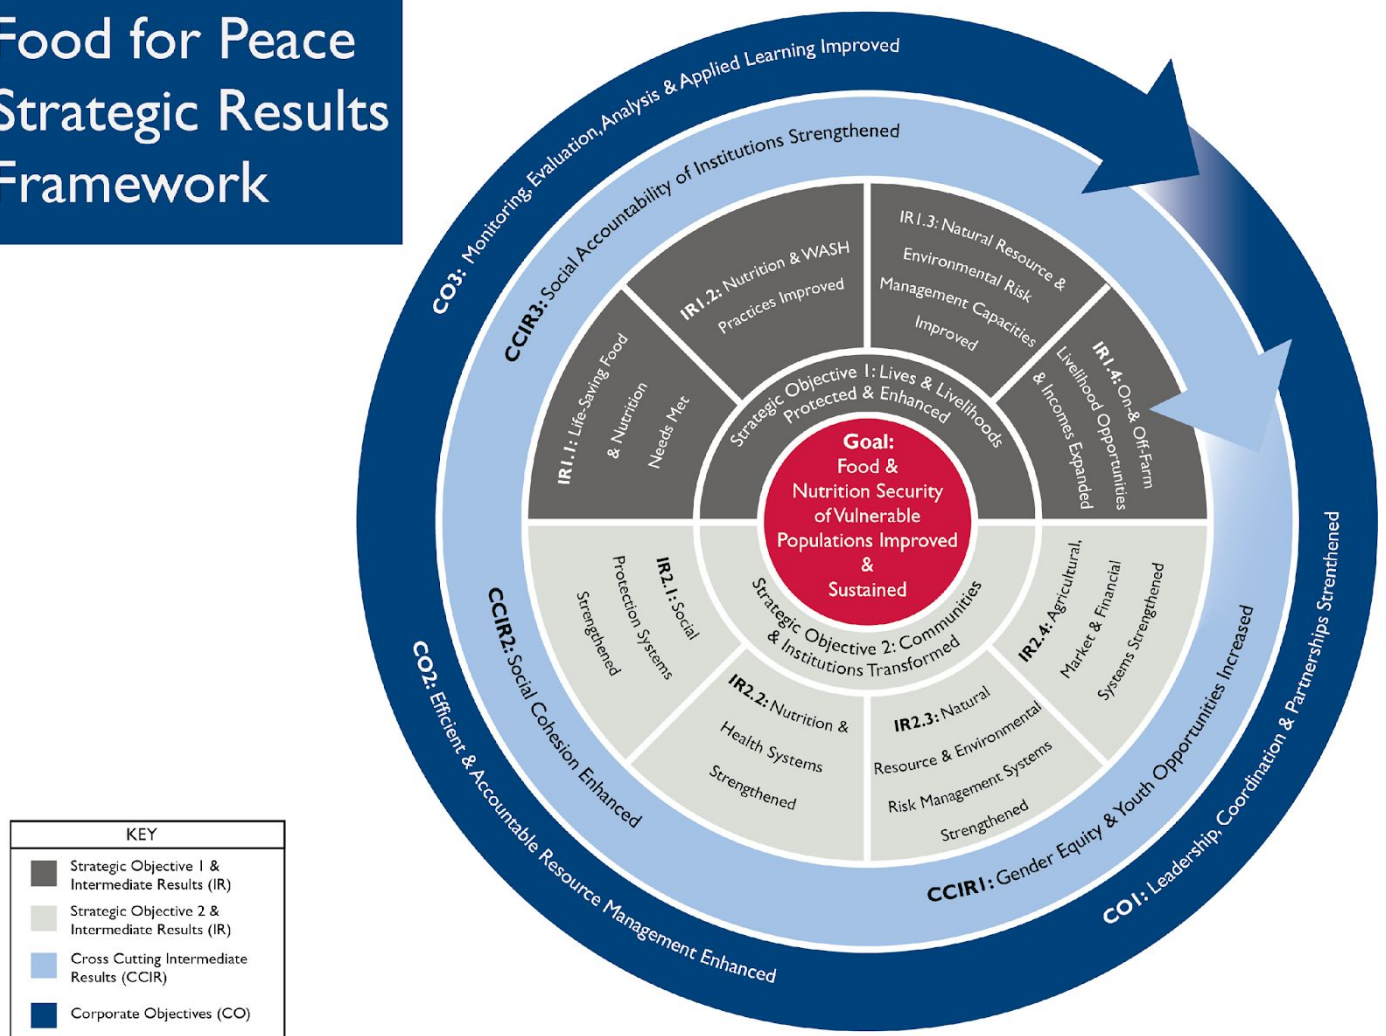 Food for Peace
Strategic Results
Framework
CO3: Monitoring, Evaluation, Analysis & Applied Learning Improved
CCIR3: Social Accountability of Institutions Strengthened
IR1.1: Life-Saving Food
& Nutrition
Needs Met
IR1.2: Nutrition & WASH
Practices Improved
IR1.3: Natural Resource &
Environmental Risk
Management Capacities
Improved
IR1.4: On-& Off-Farm
Livelihood Opportunities
& Incomes Expanded
Strategic Objective 1: Lives & Livelihoods
Protected & Enhanced
Goal:
Food &
Nutrition Security
of Vulnerable
Populations Improved
&
Sustained
Strategic Objective 2: Communities
& Institutions Transformed
IR2.1: Social
Protection Systems
Strengthened
IR2.2: Nutrition &
Health Systems
Strengthened
IR2.3: Natural
Resource & Environmental
Risk Management Systems
Strengthened
IR2.4: Agricultural,
Market & Financial
Systems Strengthened
CCIR2: Social Cohesion Enhanced
CCIR1: Gender Equity & Youth Opportunities Increased
CO2: Efficient & Accountable Resource Management Enhanced
CO1: Leadership, Coordination & Partnerships Strenthened
KEY
Strategic Objective 1 &
Intermediate Results (IR)
Strategic Objective 2 &
Intermediate Results (IR)
Cross Cutting Intermediate
Results (CCIR)
Corporate Objectives (CO)